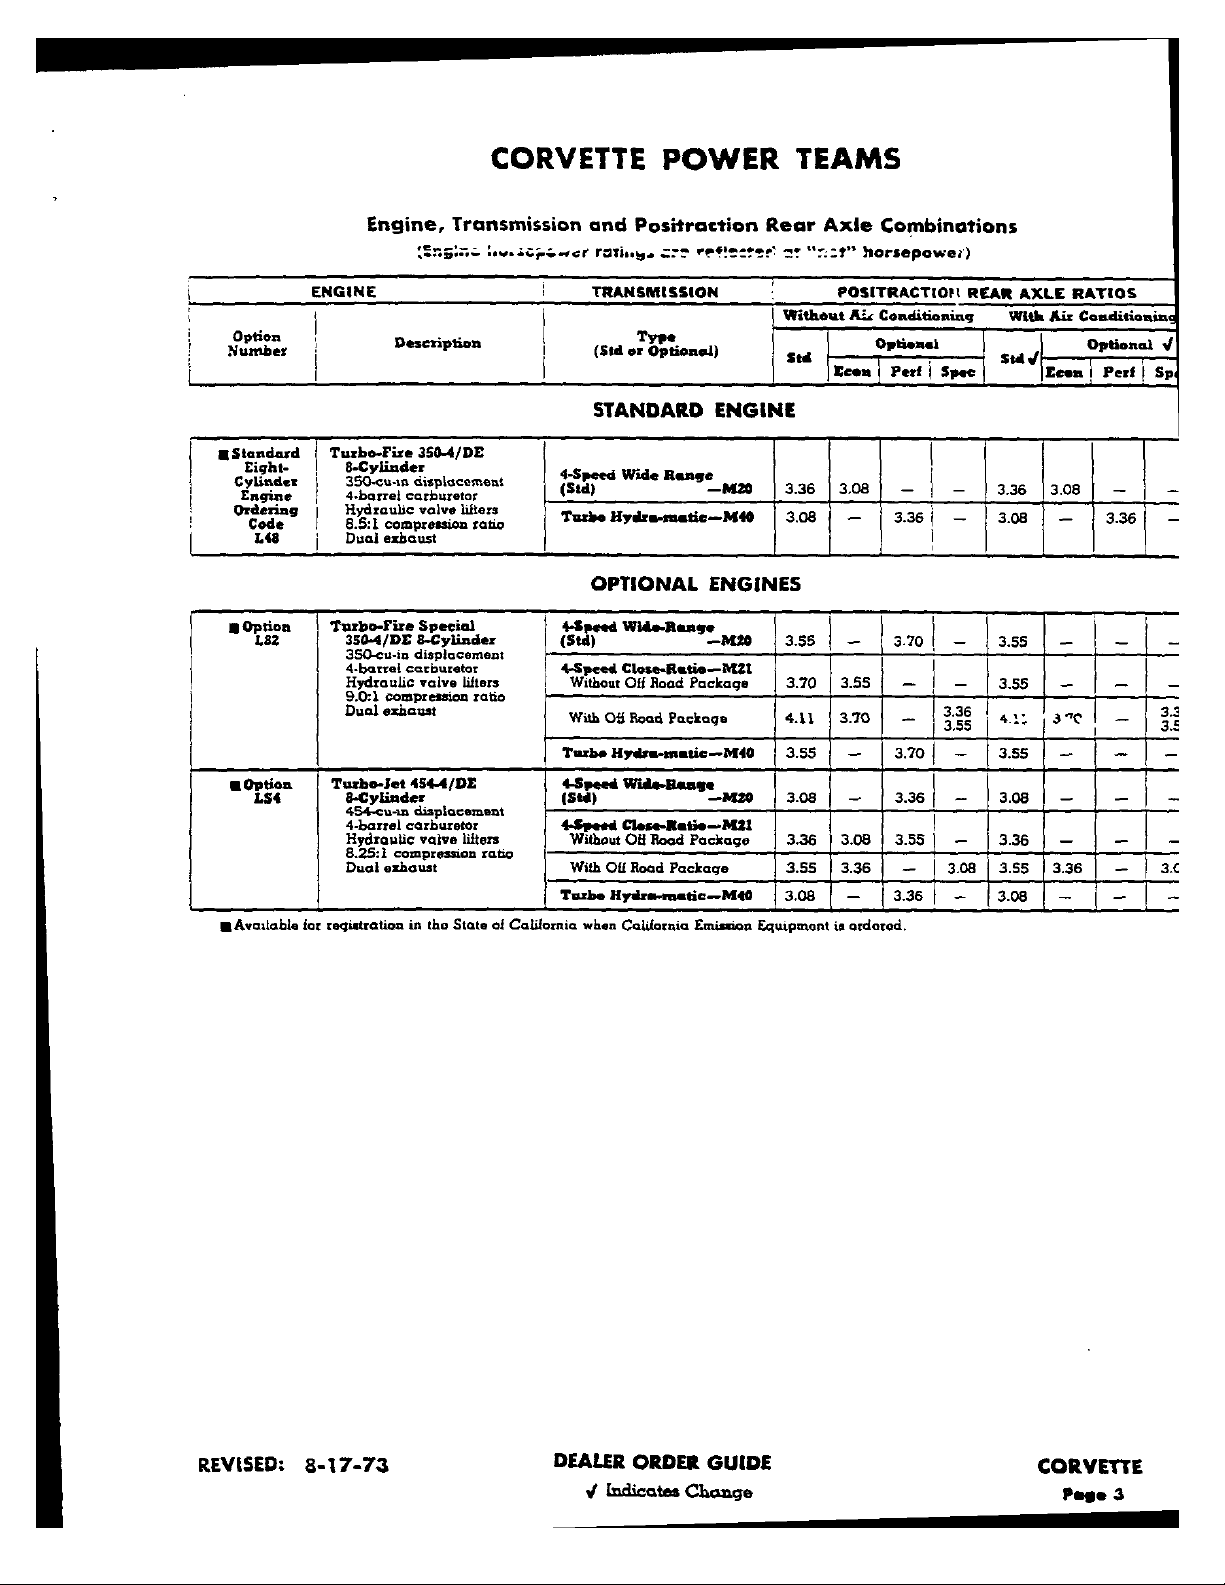 CORVETTE POWER TEAMS
Engine, Transmission and Positraction Rear Axle Combinations
(Engine horsepower ratings are reflected at "net" horsepower)
ENGINE TRANSMISSION POSITRACTION REAR AXLE RATIOS
Without Air Conditioning With Air Conditioning
Option Number Description Type (Std or Optional) Std Optional Std √ Optional √
Econ Perf Spec Econ Perf
STANDARD ENGINE
■ Standard Turbo-Fire 350-4/DE
Eight- 8-Cylinder
Cylinder 350-cu-in displacement 4-Speed Wide Range
Engine 4-barrel carburetor (Std) —M20 3.36 3.08 — — 3.36 3.08 — —
Ordering Hydraulic valve lifters
Code 8.5:1 compression ratio Turbo Hydra-matic—M40 3.08 — 3.36 — 3.08 — 3.36 —
L48 Dual exhaust
OPTIONAL ENGINES
■ Option Turbo-Fire Special 4-Speed Wide-Range
L82 350-4/DE 8-Cylinder (Std) —M20 3.55 — 3.70 — 3.55 — — —
350-cu-in displacement
4-barrel carburetor 4-Speed Close-Ratio—M21
Hydraulic valve lifters Without Off Road Package 3.70 3.55 — — 3.55 — — —
9.0:1 compression ratio
Dual exhaust With Off Road Package 4.11 3.70 — 3.36 4.11 3.70 —
3.55
Turbo Hydra-matic—M40 3.55 — 3.70 — 3.55 — — —
■ Option Turbo-Jet 454-4/DE 4-Speed Wide-Range
LS4 8-Cylinder (Std) —M20 3.08 — 3.36 — 3.08 — — —
454-cu-in displacement
4-barrel carburetor 4-Speed Close-Ratio—M21
Hydraulic valve lifters Without Off Road Package 3.36 3.08 3.55 — 3.36 — — —
8.25:1 compression ratio
Dual exhaust With Off Road Package 3.55 3.36 — 3.08 3.55 3.36 —
Turbo Hydra-matic—M40 3.08 — 3.36 — 3.08 — — —
■ Available for registration in the State of California when California Emission Equipment is ordered.
REVISED: 8-17-73 DEALER ORDER GUIDE CORVETTE
√ Indicates Change Page 3